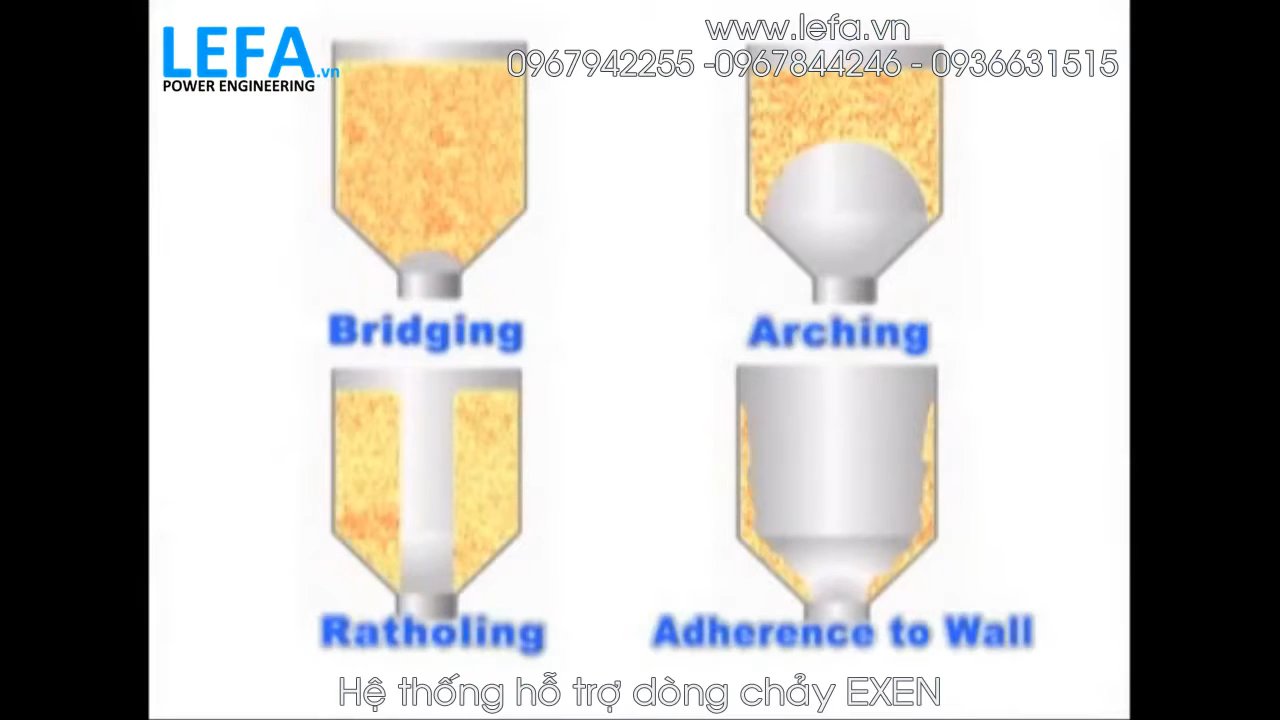 LEFA.vn
POWER ENGINEERING
www.lefa.vn
0967942255 -0967844246 - 0936631515
Bridging
Arching
Ratholing
Adherence to Wall
Hệ thống hỗ trợ dòng chảy EXEN